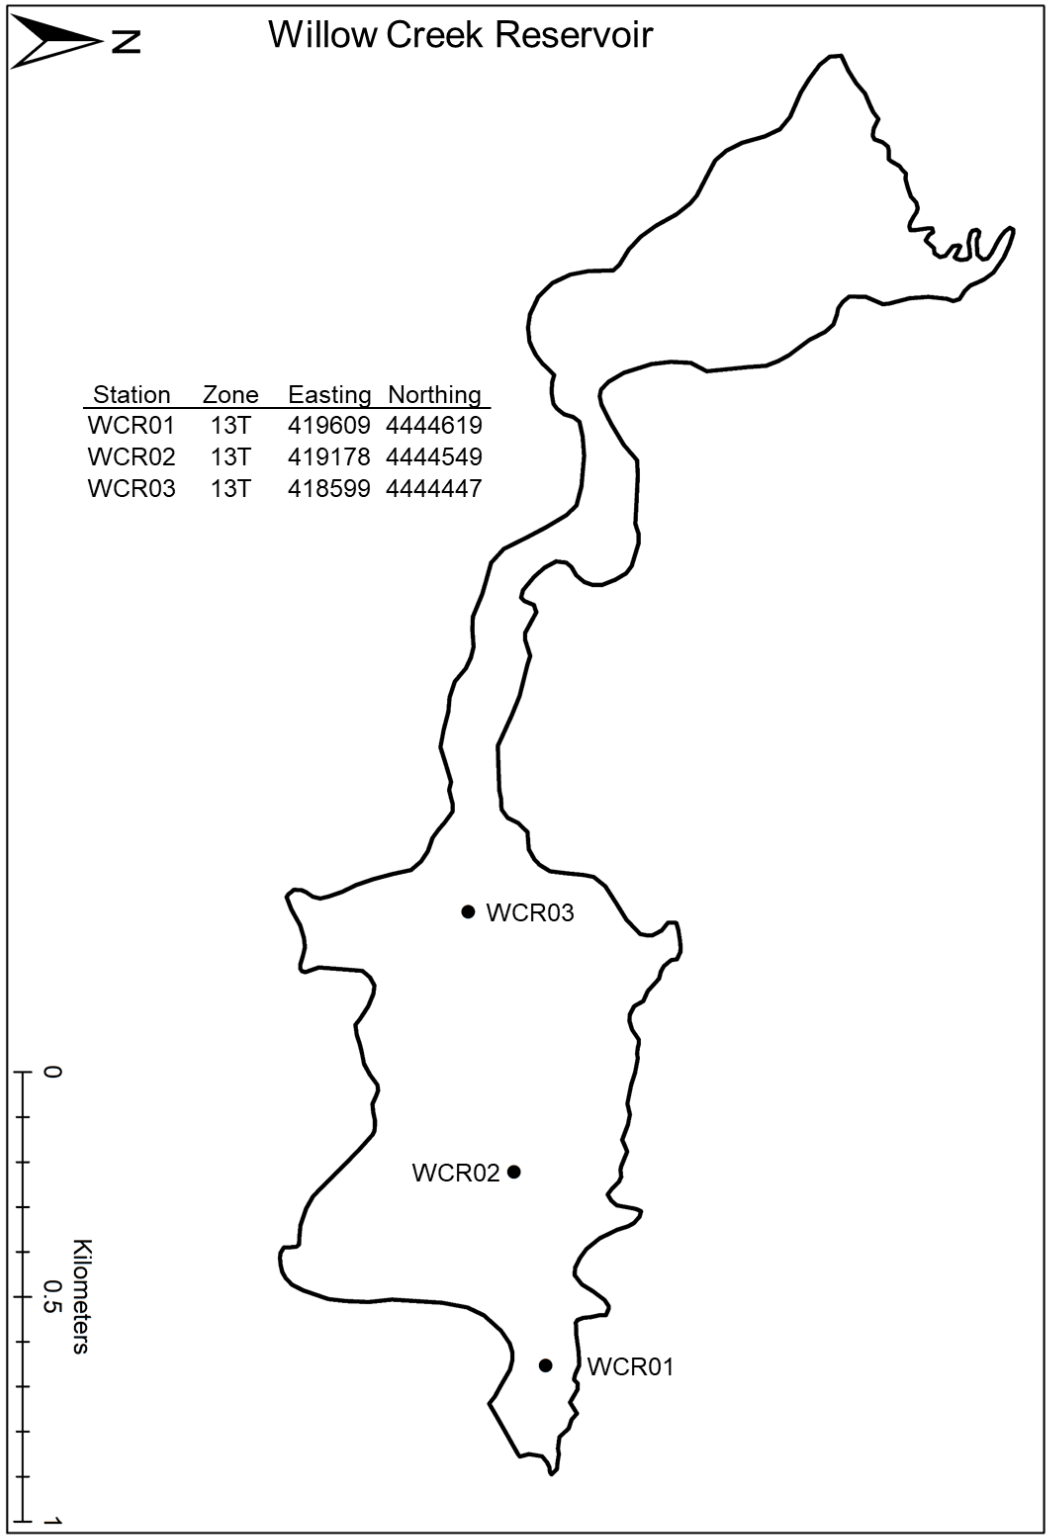 N
Willow Creek Reservoir
Station Zone Easting Northing
WCR01 13T 419609 4444619
WCR02 13T 419178 4444549
WCR03 13T 418599 4444447
WCR03
WCR02
WCR01
0
0.5
1
Kilometers